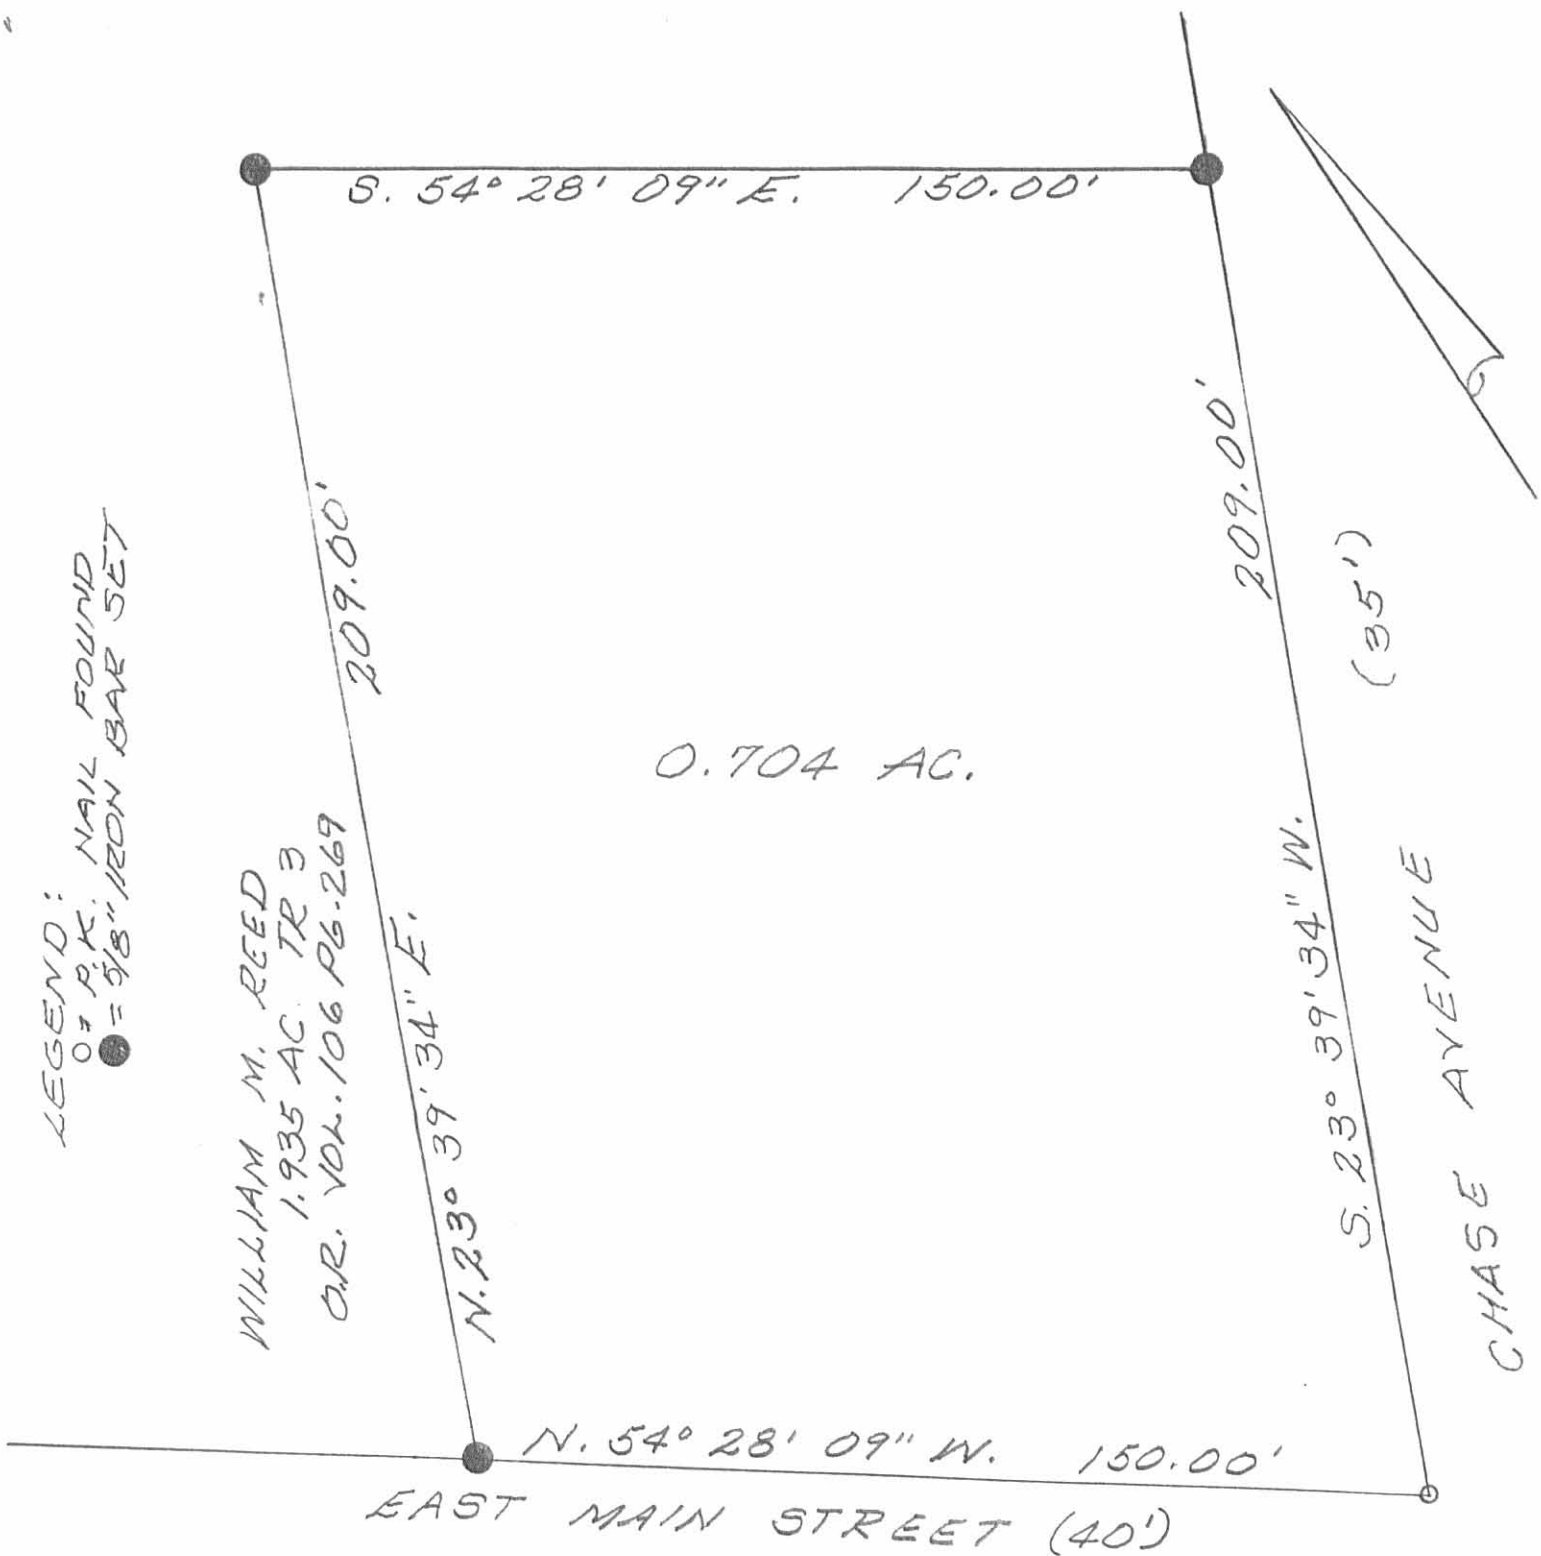 S. 54° 28' 09" E. 150.00'
209.00'
N. 23° 39' 34" E.
0.704 AC.
209.00'
S. 23° 39' 34" W.
(35')
CHASE AVENUE
LEGEND:
O = P.K. NAIL FOUND
● = 5/8" IRON BAR SET
WILLIAM M. REED
1.935 AC. TR 3
O.R. VOL. 106 PG. 269
N. 54° 28' 09" W. 150.00'
EAST MAIN STREET (40')